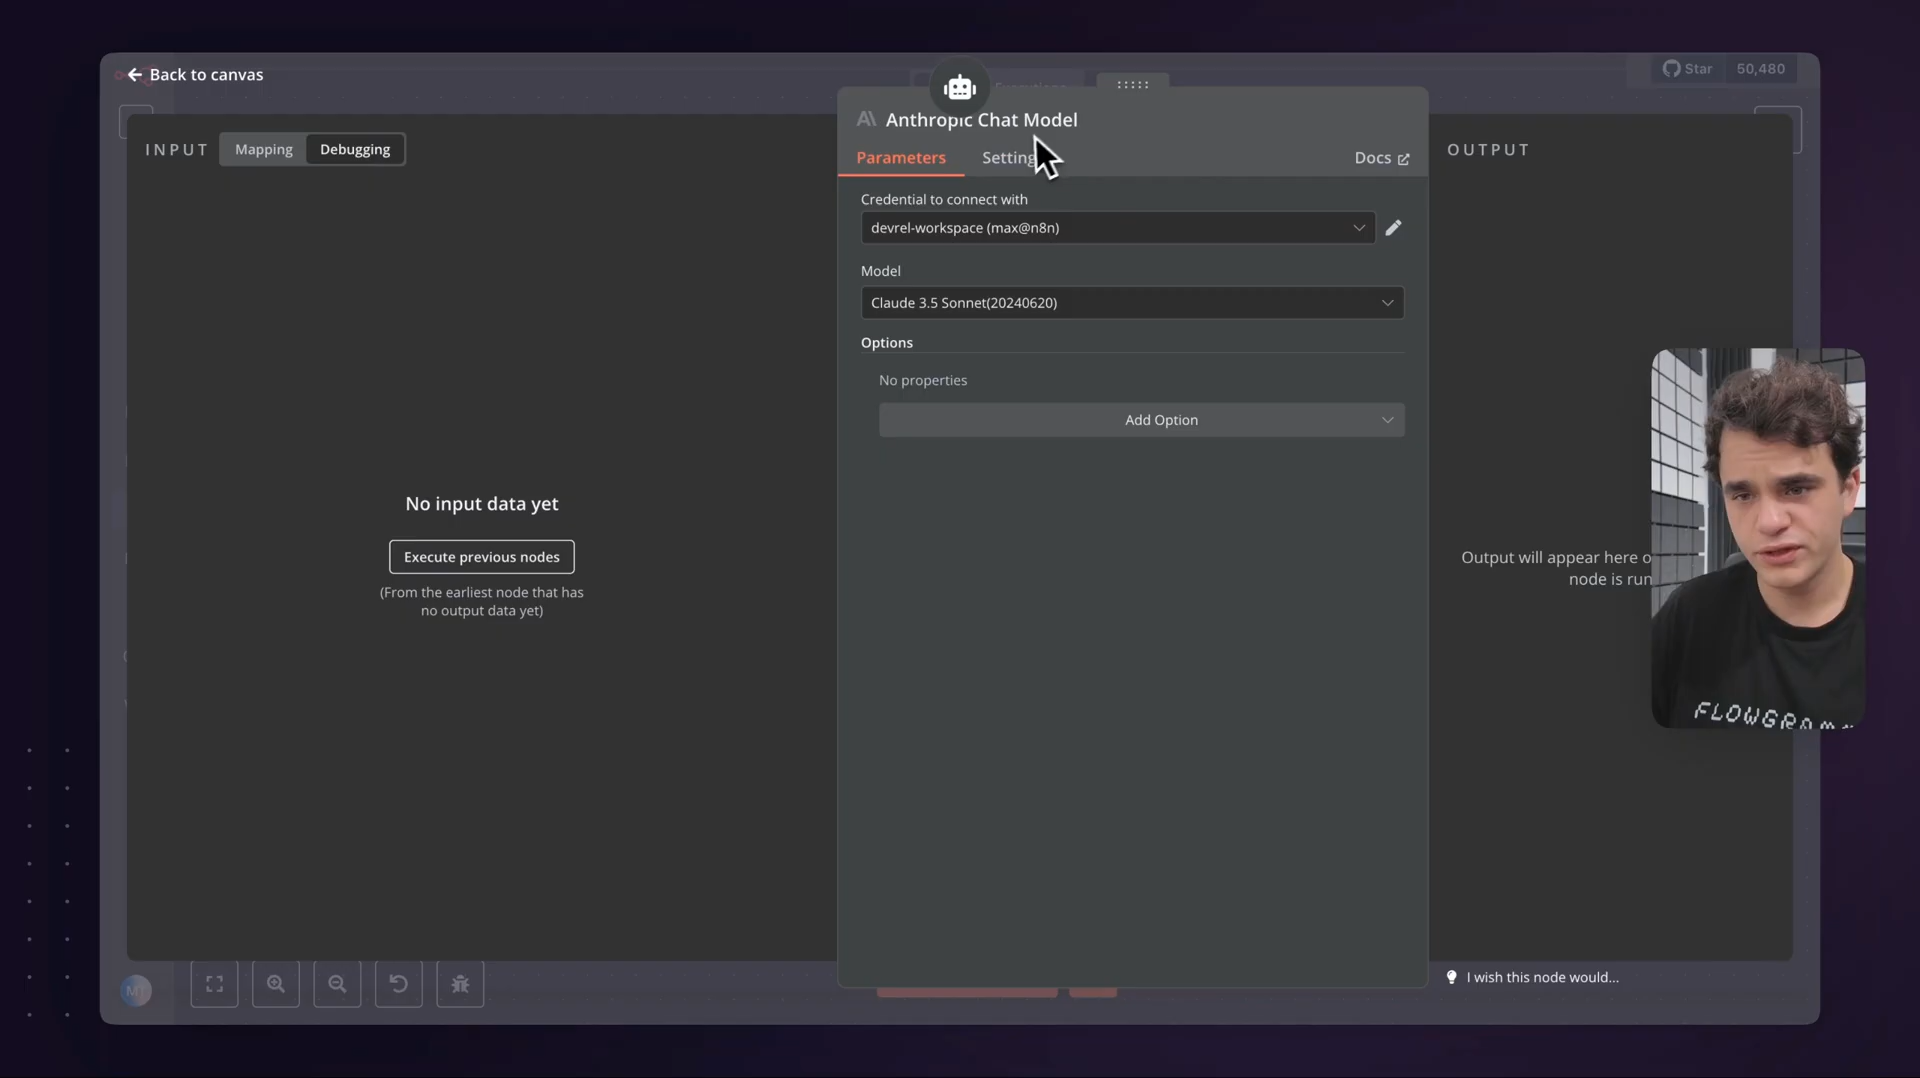 Back to canvas
Star 50,480
Anthropic Chat Model
INPUT Mapping Debugging
Parameters Setting Docs
OUTPUT
Credential to connect with
devrel-workspace (max@n8n)
Model
Claude 3.5 Sonnet(20240620)
Options
No properties
Add Option
No input data yet
Execute previous nodes
(From the earliest node that has
no output data yet)
Output will appear here o
node is run
FLOWGRAM
MT
I wish this node would...